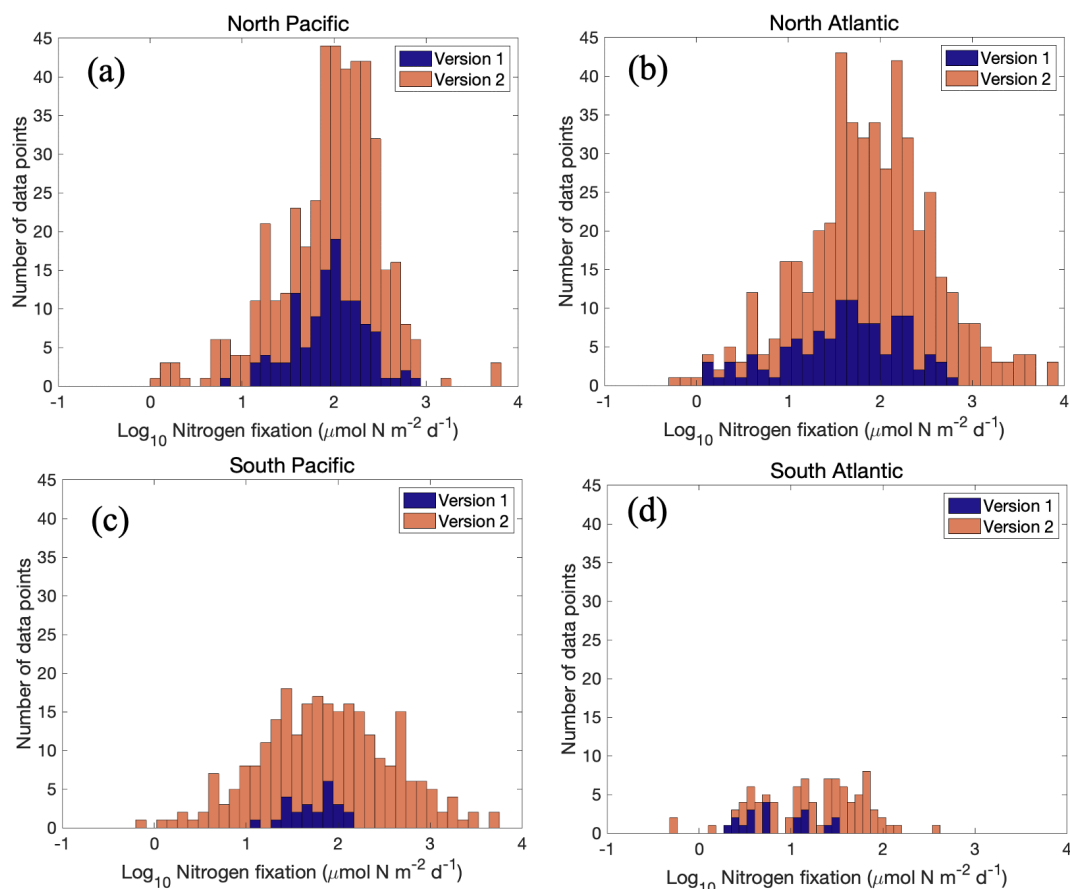 North Pacific
(a)
Version 1
Version 2
Number of data points
45
40
35
30
25
20
15
10
5
0
-1 0 1 2 3 4
Log10 Nitrogen fixation (μmol N m-2 d-1)
North Atlantic
(b)
Version 1
Version 2
Number of data points
45
40
35
30
25
20
15
10
5
0
-1 0 1 2 3 4
Log10 Nitrogen fixation (μmol N m-2 d-1)
South Pacific
(c)
Version 1
Version 2
Number of data points
45
40
35
30
25
20
15
10
5
0
-1 0 1 2 3 4
Log10 Nitrogen fixation (μmol N m-2 d-1)
South Atlantic
(d)
Version 1
Version 2
Number of data points
45
40
35
30
25
20
15
10
5
0
-1 0 1 2 3 4
Log10 Nitrogen fixation (μmol N m-2 d-1)